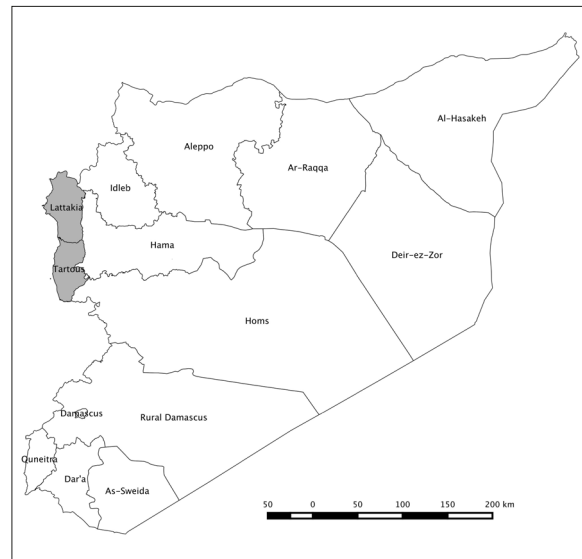 Al-Hasakeh
Aleppo
Ar-Raqqa
Idleb
Lattakia
Hama
Deir-ez-Zor
Tartous
Homs
Damascus
Rural Damascus
Quneitra
Dar'a
As-Sweida
50 0 50 100 150 200 km